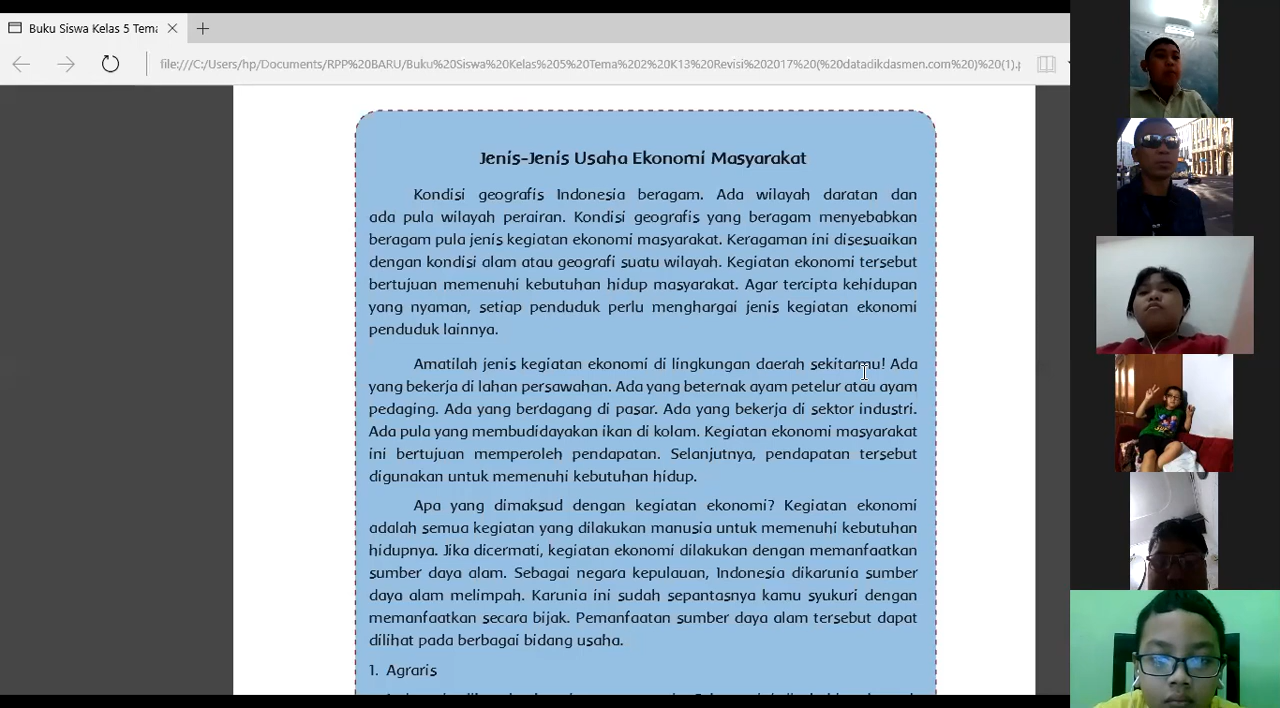 Buku Siswa Kelas 5 Tema
file:///C:/Users/hp/Documents/RPP%20BARU/Buku%20Siswa%20Kelas%205%20Tema%202%20K13%20Revisi%202017%20(%20datadikdasmen.com%20)%20(1).p
Jenis-Jenis Usaha Ekonomi Masyarakat
Kondisi geografis Indonesia beragam. Ada wilayah daratan dan
ada pula wilayah perairan. Kondisi geografis yang beragam menyebabkan
beragam pula jenis kegiatan ekonomi masyarakat. Keragaman ini disesuaikan
dengan kondisi alam atau geografi suatu wilayah. Kegiatan ekonomi tersebut
bertujuan memenuhi kebutuhan hidup masyarakat. Agar tercipta kehidupan
yang nyaman, setiap penduduk perlu menghargai jenis kegiatan ekonomi
penduduk lainnya.
Amatilah jenis kegiatan ekonomi di lingkungan daerah sekitarmu! Ada
yang bekerja di lahan persawahan. Ada yang beternak ayam petelur atau ayam
pedaging. Ada yang berdagang di pasar. Ada yang bekerja di sektor industri.
Ada pula yang membudidayakan ikan di kolam. Kegiatan ekonomi masyarakat
ini bertujuan memperoleh pendapatan. Selanjutnya, pendapatan tersebut
digunakan untuk memenuhi kebutuhan hidup.
Apa yang dimaksud dengan kegiatan ekonomi? Kegiatan ekonomi
adalah semua kegiatan yang dilakukan manusia untuk memenuhi kebutuhan
hidupnya. Jika dicermati, kegiatan ekonomi dilakukan dengan memanfaatkan
sumber daya alam. Sebagai negara kepulauan, Indonesia dikarunia sumber
daya alam melimpah. Karunia ini sudah sepantasnya kamu syukuri dengan
memanfaatkan secara bijak. Pemanfaatan sumber daya alam tersebut dapat
dilihat pada berbagai bidang usaha.
1. Agraris